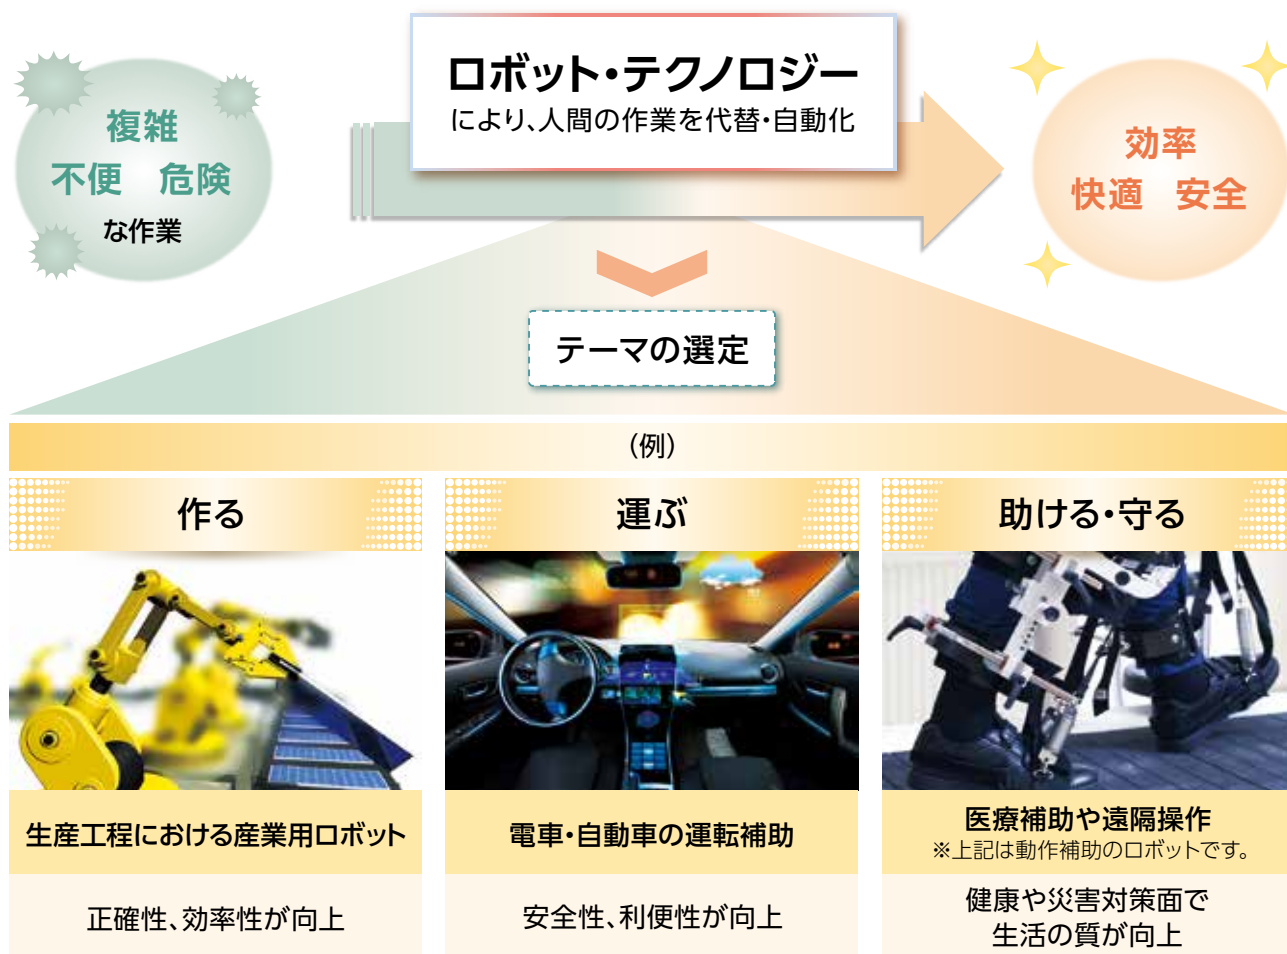 複雑
不便　危険
な作業
ロボット・テクノロジー
により、人間の作業を代替・自動化
効率
快適　安全
テーマの選定
（例）
作る
運ぶ
助ける・守る
生産工程における産業用ロボット
電車・自動車の運転補助
医療補助や遠隔操作
※上記は動作補助のロボットです。
正確性、効率性が向上
安全性、利便性が向上
健康や災害対策面で
生活の質が向上